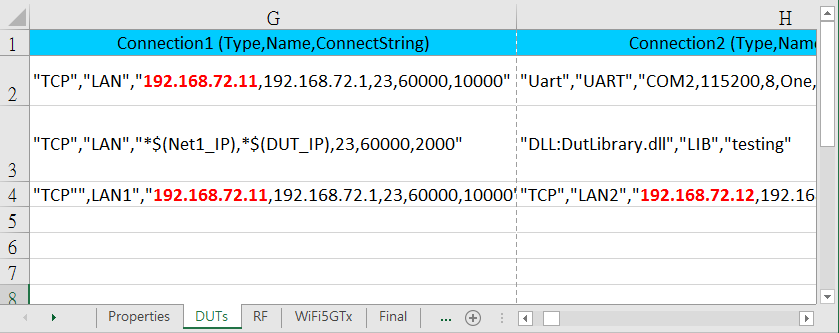 G H
1 Connection1 (Type,Name,ConnectString) Connection2 (Type,Name
2 "TCP","LAN","192.168.72.11,192.168.72.1,23,60000,10000" "Uart","UART","COM2,115200,8,One,
3 "TCP","LAN","*$(Net1_IP),*$(DUT_IP),23,60000,2000" "DLL:DutLibrary.dll","LIB","testing"
4 "TCP"",LAN1","192.168.72.11,192.168.72.1,23,60000,10000" "TCP","LAN2","192.168.72.12,192.16
5
6
7
8
Properties DUTs RF WiFi5GTx Final ...